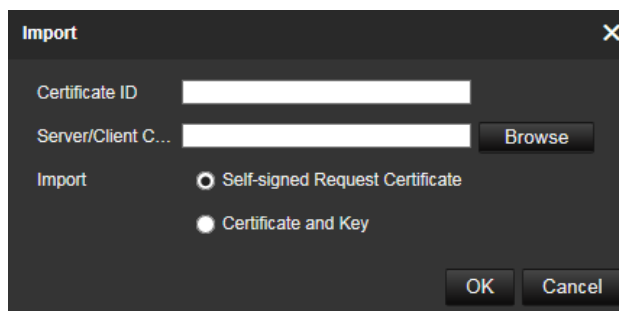 Import
Certificate ID
Server/Client C... Browse
Import Self-signed Request Certificate
Certificate and Key
OK Cancel